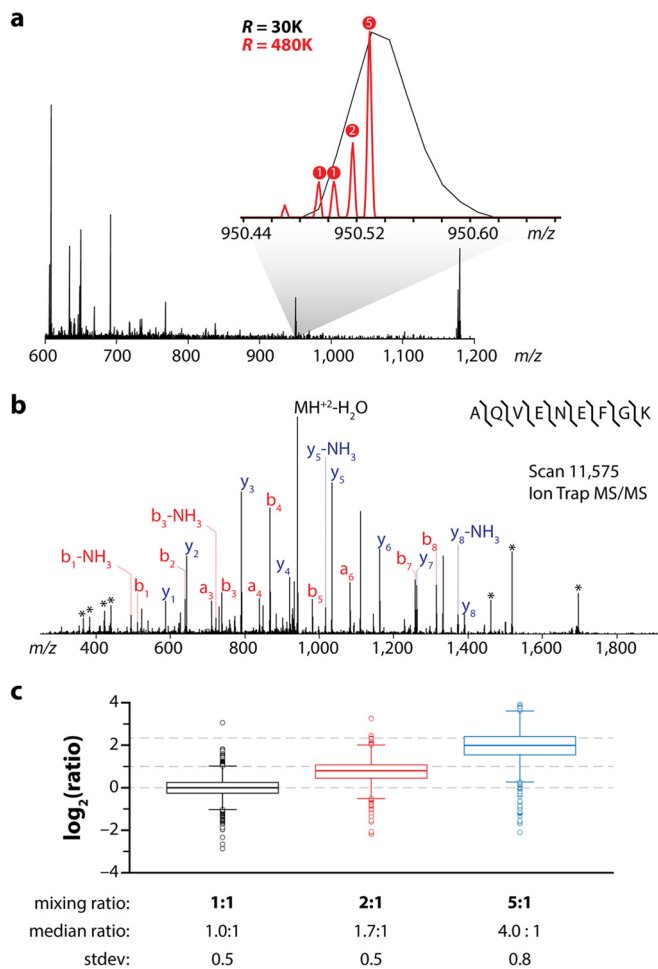 a
R = 30K
R = 480K
5
2
1 1
950.44 950.52 950.60 m/z
600 700 800 900 1,000 1,100 1,200 m/z
b
MH+2-H2O
A Q V E N E F G K
y5-NH3
Scan 11,575
Ion Trap MS/MS
y3
y5
b4
b3-NH3
y8-NH3
b1-NH3
y2
b2
y6
b8
b7 y7
y4
a6
b1
y1
a3 b3
a4
b5
y8
* * * * * * *
m/z 400 600 800 1,000 1,200 1,400 1,600 1,800
c
log2(ratio)
4
2
0
−2
−4
mixing ratio: 1:1 2:1 5:1
median ratio: 1.0:1 1.7:1 4.0 : 1
stdev: 0.5 0.5 0.8